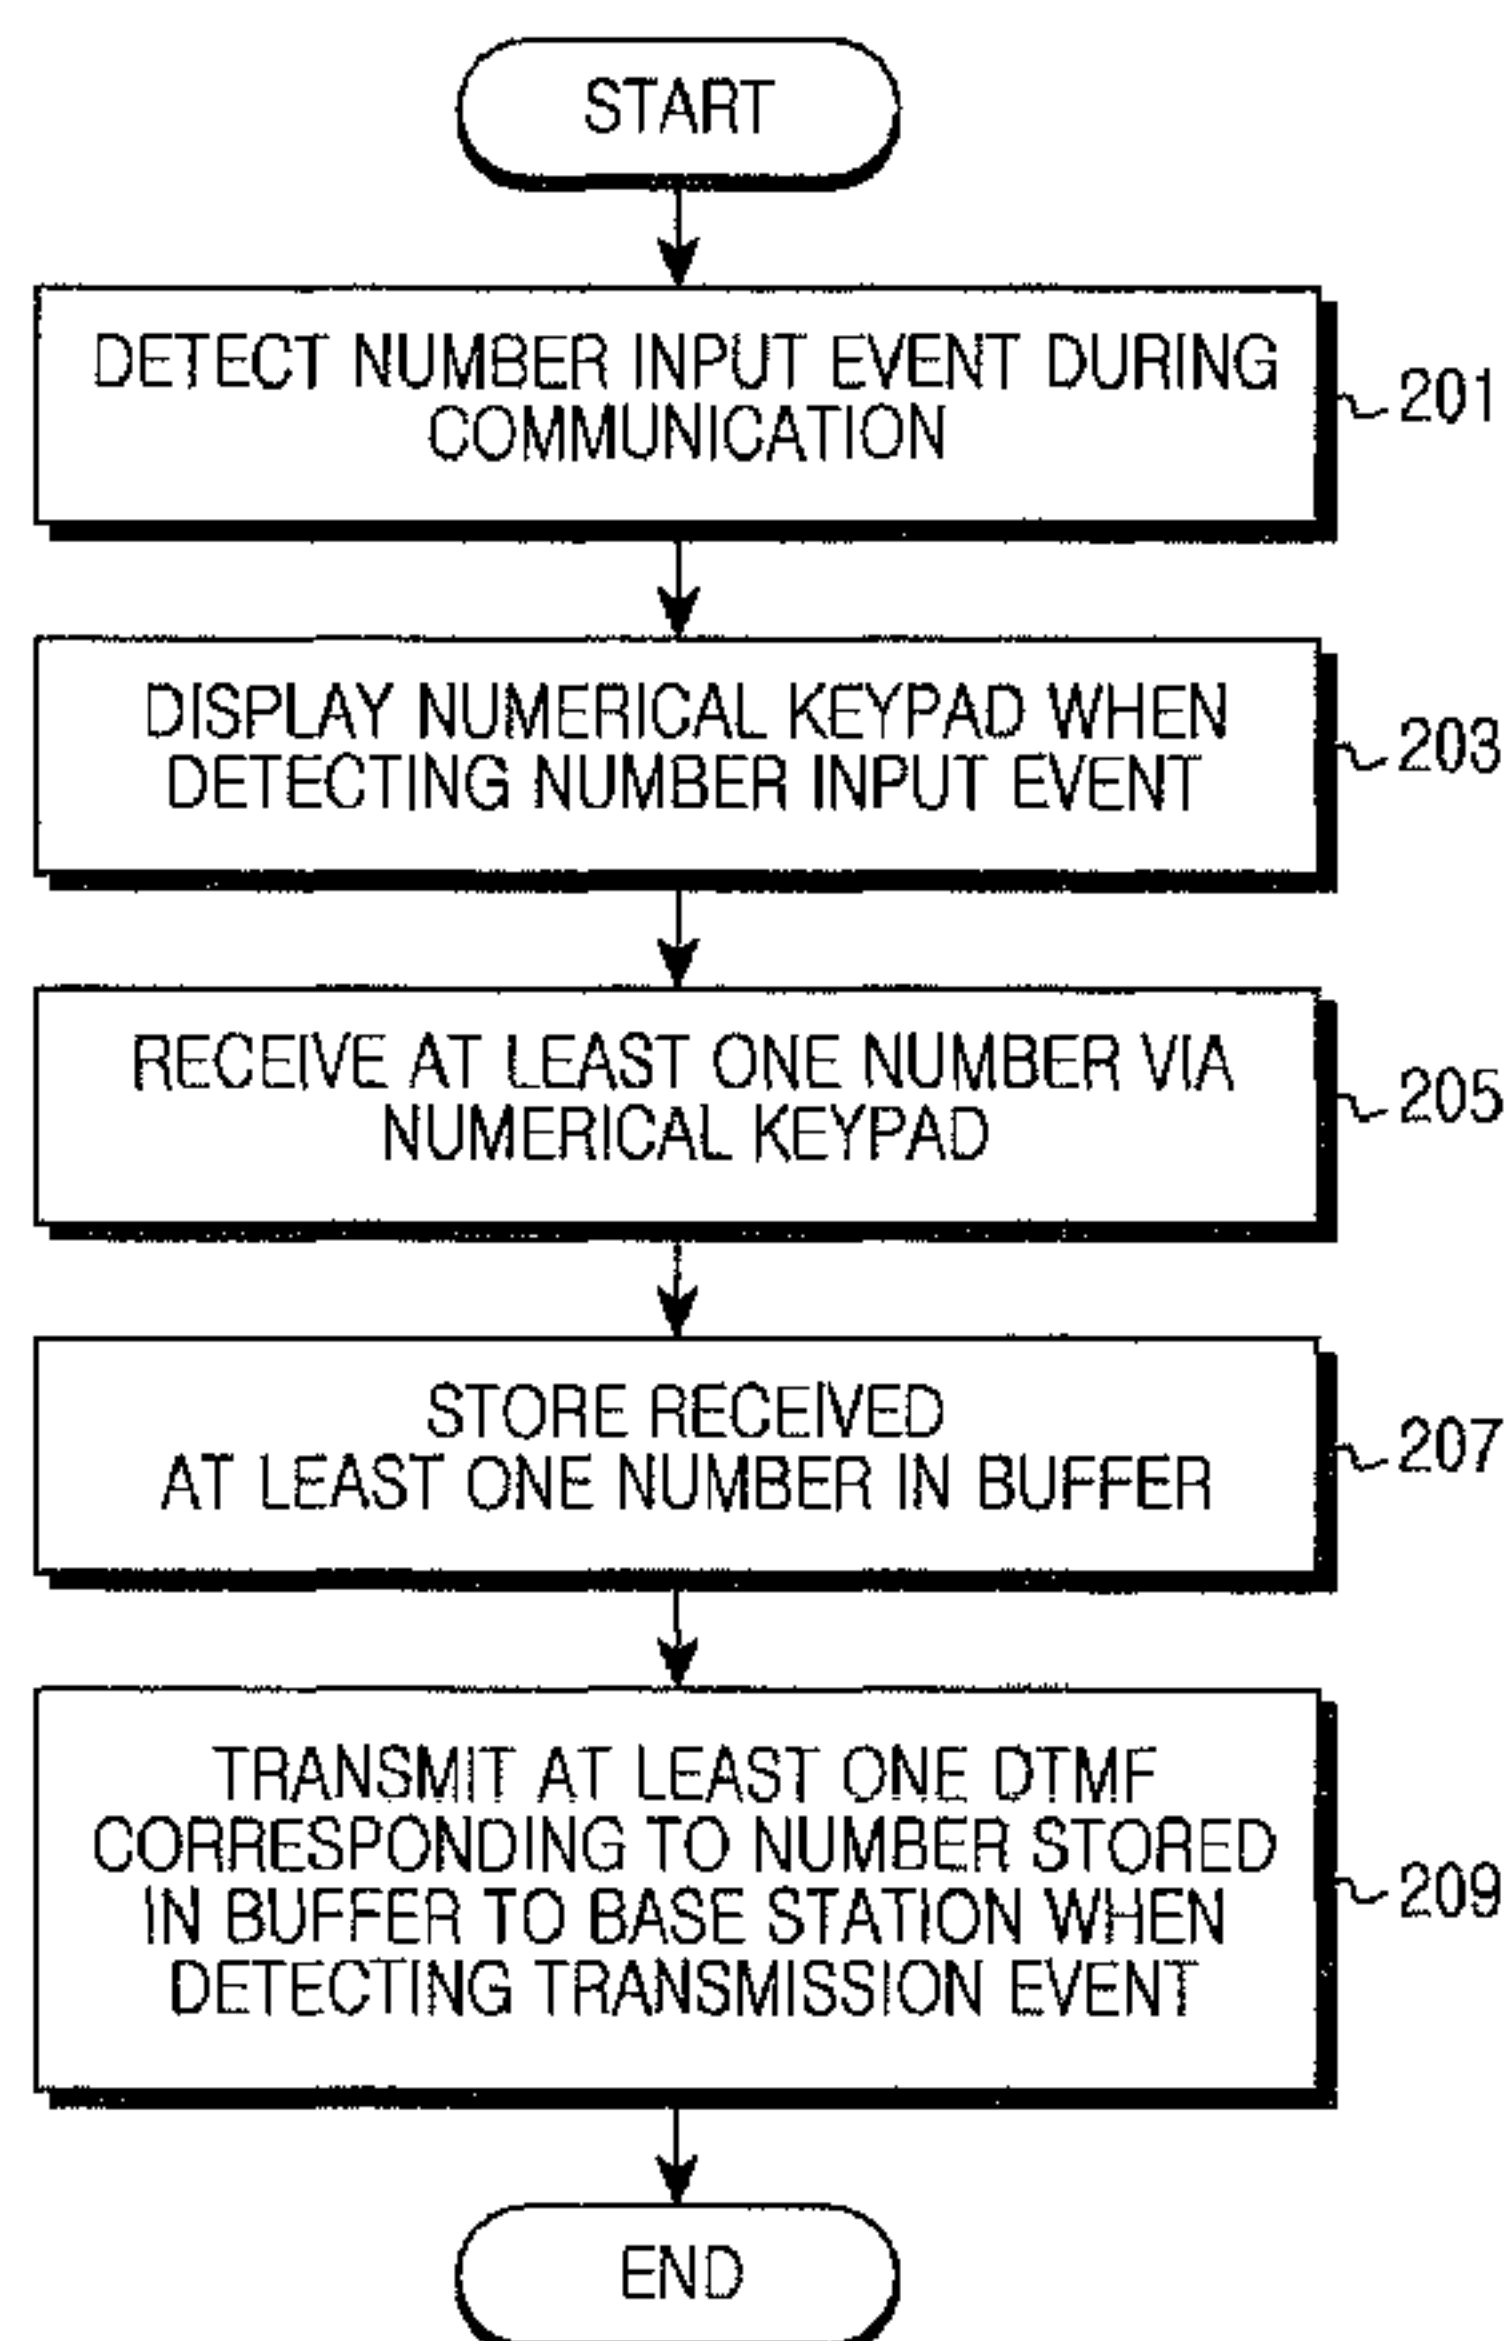 START
DETECT NUMBER INPUT EVENT DURING
COMMUNICATION
201
DISPLAY NUMERICAL KEYPAD WHEN
DETECTING NUMBER INPUT EVENT
203
RECEIVE AT LEAST ONE NUMBER VIA
NUMERICAL KEYPAD
205
STORE RECEIVED
AT LEAST ONE NUMBER IN BUFFER
207
TRANSMIT AT LEAST ONE DTMF
CORRESPONDING TO NUMBER STORED
IN BUFFER TO BASE STATION WHEN
DETECTING TRANSMISSION EVENT
209
END